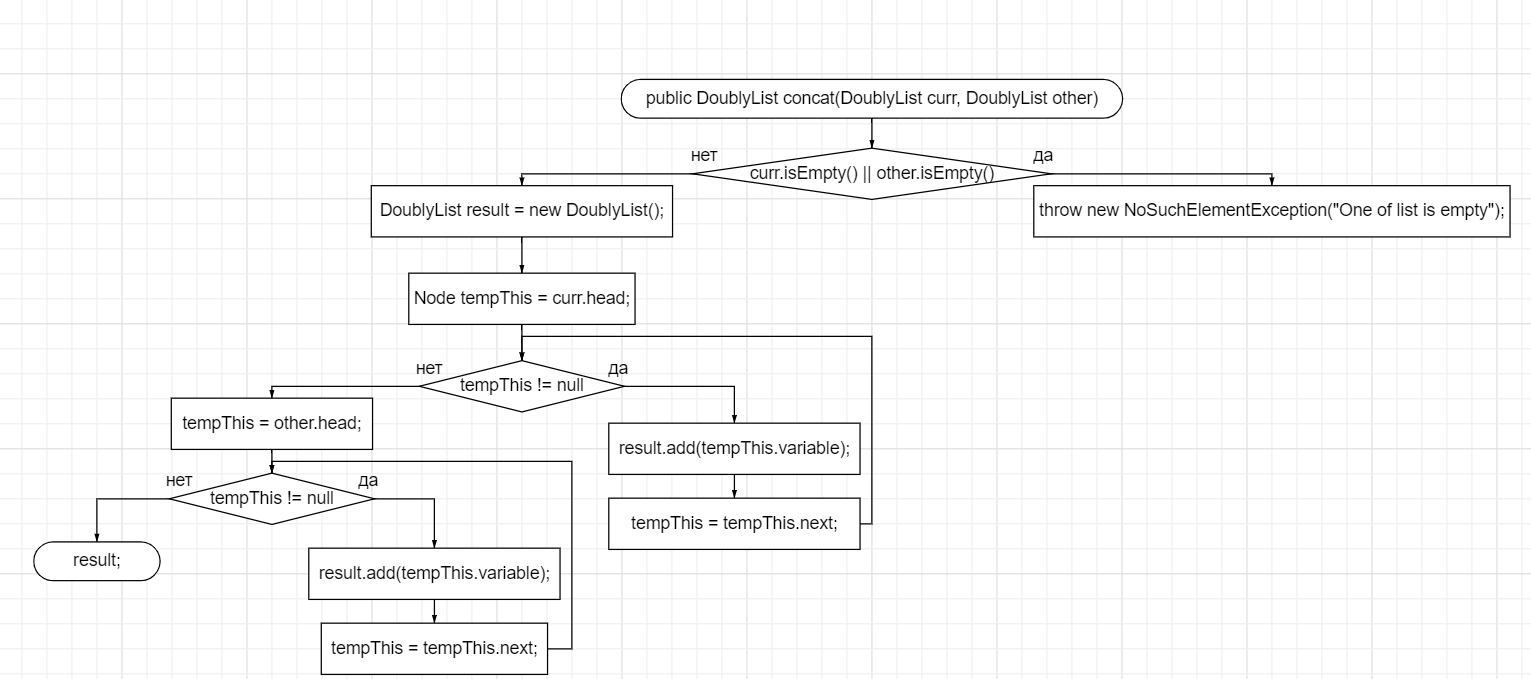 public DoublyList concat(DoublyList curr, DoublyList other)
нет
да
curr.isEmpty() || other.isEmpty()
DoublyList result = new DoublyList();
throw new NoSuchElementException("One of list is empty");
Node tempThis = curr.head;
нет
да
tempThis != null
tempThis = other.head;
result.add(tempThis.variable);
нет
да
tempThis != null
tempThis = tempThis.next;
result;
result.add(tempThis.variable);
tempThis = tempThis.next;